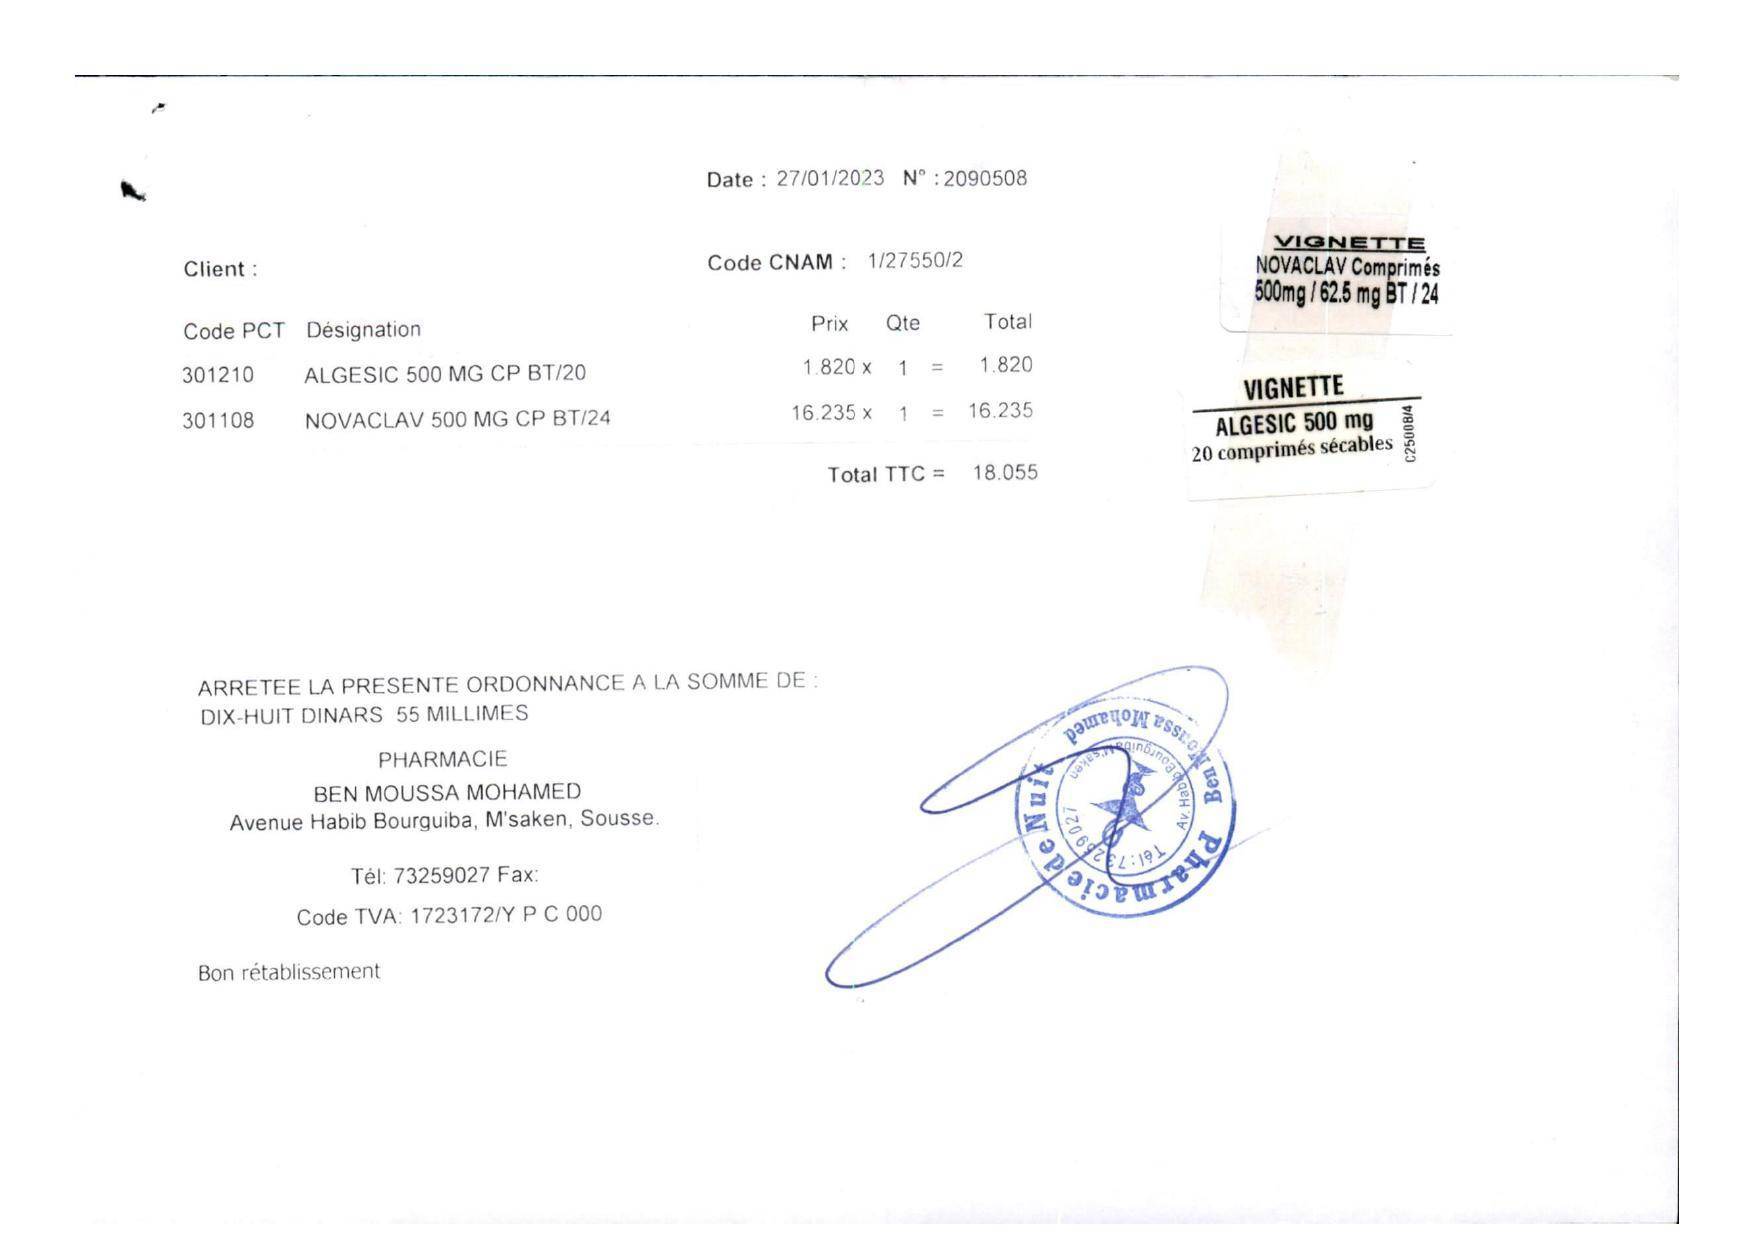 Date : 27/01/2023 N° : 2090508
Client :
Code CNAM : 1/27550/2
Code PCT Désignation Prix Qte Total
301210 ALGESIC 500 MG CP BT/20 1.820 x 1 = 1.820
301108 NOVACLAV 500 MG CP BT/24 16.235 x 1 = 16.235
Total TTC = 18.055
VIGNETTE
NOVACLAV Comprimés
500mg / 62.5 mg BT / 24
VIGNETTE
ALGESIC 500 mg
20 comprimés sécables
C25008/4
ARRETEE LA PRESENTE ORDONNANCE A LA SOMME DE :
DIX-HUIT DINARS 55 MILLIMES
PHARMACIE
BEN MOUSSA MOHAMED
Avenue Habib Bourguiba, M'saken, Sousse.
Tél: 73259027 Fax:
Code TVA: 1723172/Y P C 000
Bon rétablissement
Pharmacie de Nuit
Ben Moussa Mohamed
Av. Habib Bourguiba M'saken
Tél : 73259027